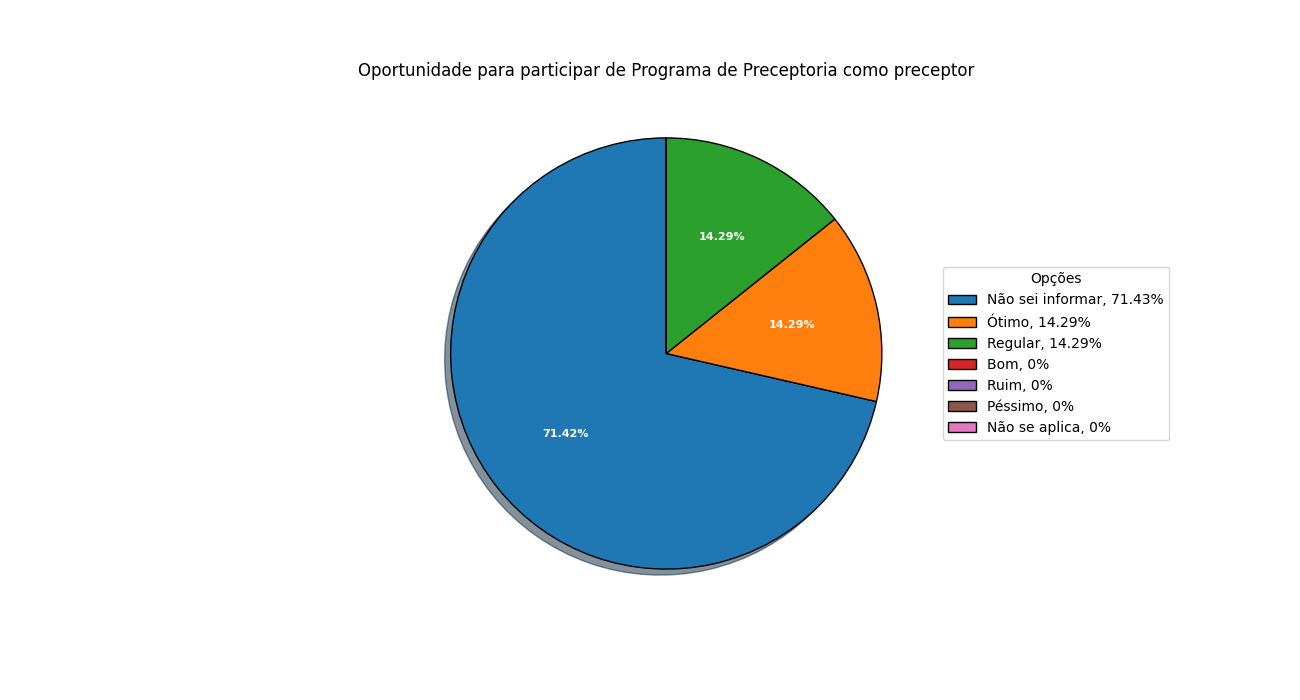 Oportunidade para participar de Programa de Preceptoria como preceptor
14.29%
14.29%
71.42%
Opções
Não sei informar, 71.43%
Ótimo, 14.29%
Regular, 14.29%
Bom, 0%
Ruim, 0%
Péssimo, 0%
Não se aplica, 0%